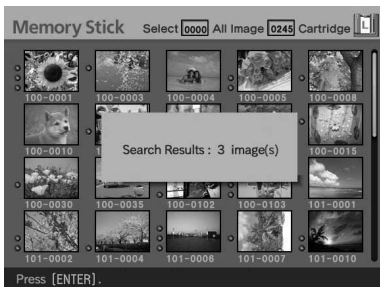 Memory Stick Select 0000 All Image 0245 Cartridge L
100-0001 100-0003 100-0004 100-0005 100-0008
100-0010 100-0015
Search Results : 3 image(s)
100-0030 100-0035 100-0102 100-0103 101-0001
101-0002 101-0004 101-0006 101-0007 101-0010
Press [ENTER].